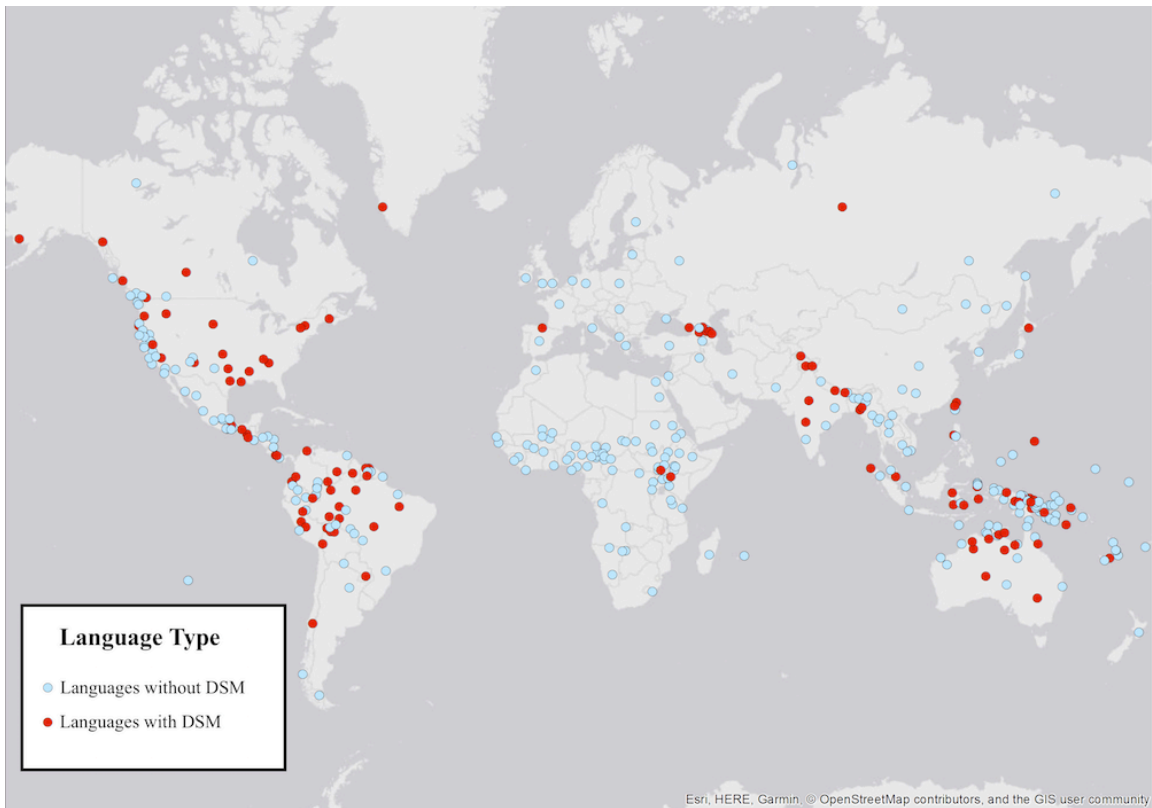 Language Type
Languages without DSM
Languages with DSM
Esri, HERE, Garmin, © OpenStreetMap contributors, and the GIS user community